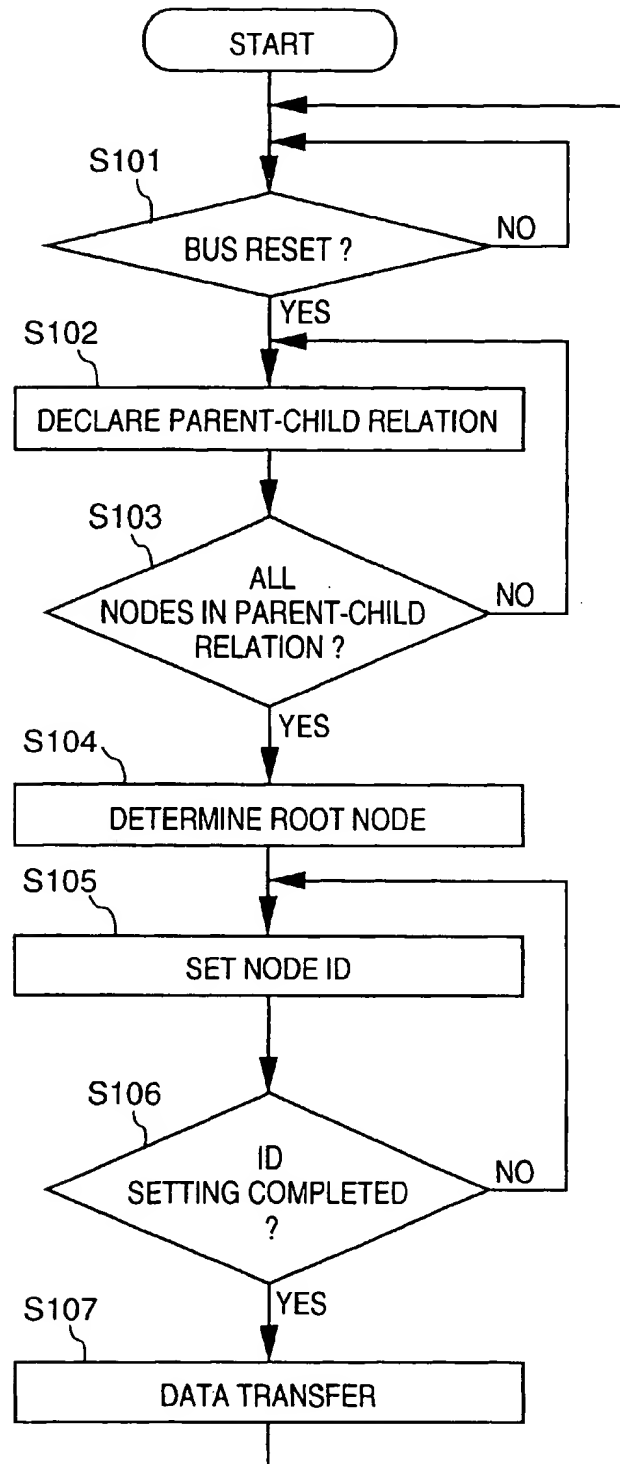 START
S101
BUS RESET ?
NO
YES
S102
DECLARE PARENT-CHILD RELATION
S103
ALL
NODES IN PARENT-CHILD
RELATION ?
NO
YES
S104
DETERMINE ROOT NODE
S105
SET NODE ID
S106
ID
SETTING COMPLETED
?
NO
YES
S107
DATA TRANSFER